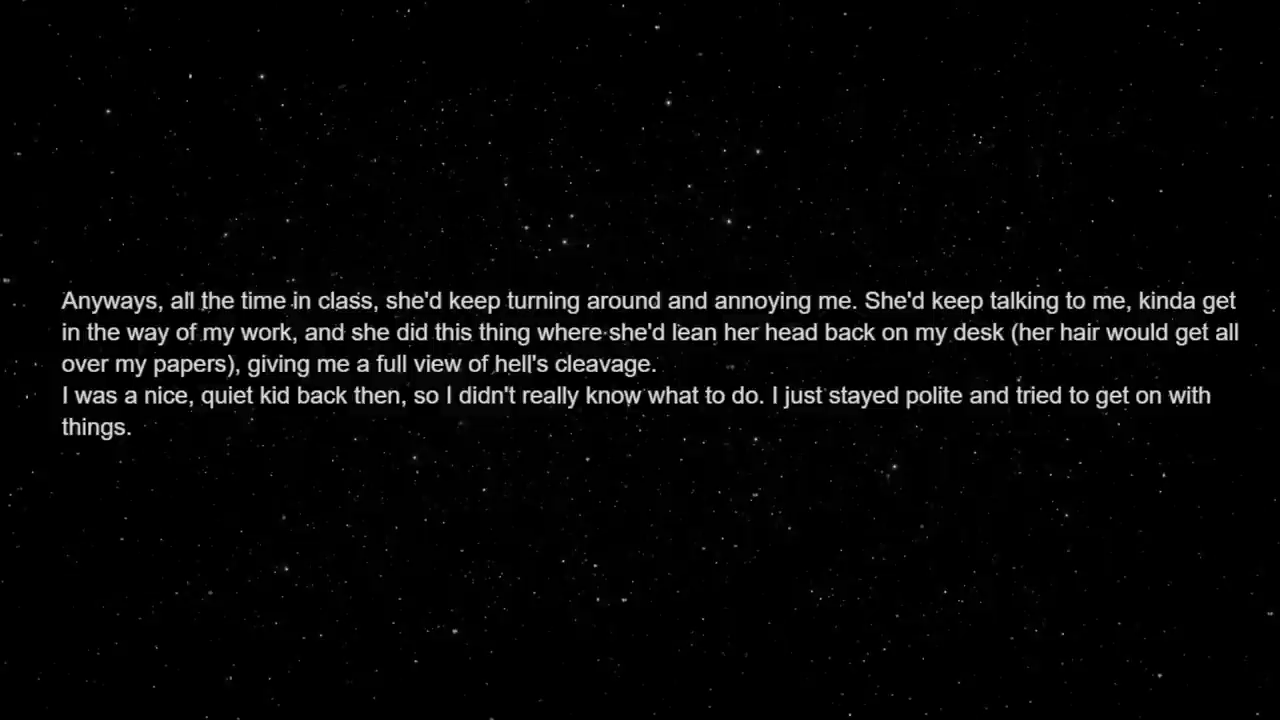 Anyways, all the time in class, she'd keep turning around and annoying me. She'd keep talking to me, kinda get
in the way of my work, and she did this thing where she'd lean her head back on my desk (her hair would get all
over my papers), giving me a full view of hell's cleavage.
I was a nice, quiet kid back then, so I didn't really know what to do. I just stayed polite and tried to get on with
things.